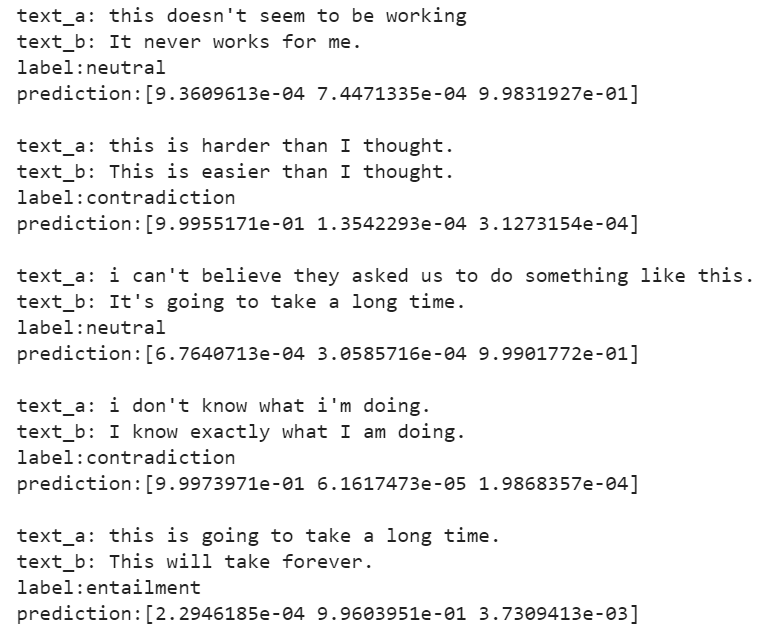 text_a: this doesn't seem to be working
text_b: It never works for me.
label:neutral
prediction:[9.3609613e-04 7.4471335e-04 9.9831927e-01]
text_a: this is harder than I thought.
text_b: This is easier than I thought.
label:contradiction
prediction:[9.9955171e-01 1.3542293e-04 3.1273154e-04]
text_a: i can't believe they asked us to do something like this.
text_b: It's going to take a long time.
label:neutral
prediction:[6.7640713e-04 3.0585716e-04 9.9901772e-01]
text_a: i don't know what i'm doing.
text_b: I know exactly what I am doing.
label:contradiction
prediction:[9.9973971e-01 6.1617473e-05 1.9868357e-04]
text_a: this is going to take a long time.
text_b: This will take forever.
label:entailment
prediction:[2.2946185e-04 9.9603951e-01 3.7309413e-03]